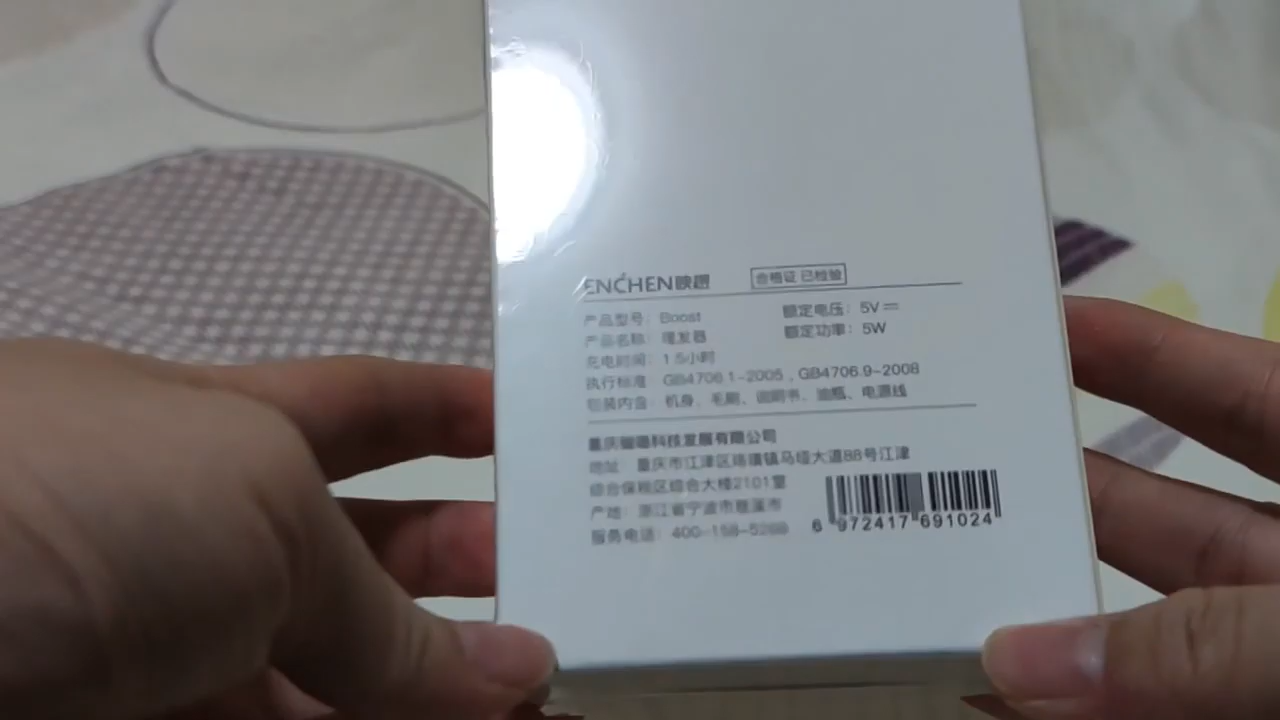 ENCHEN映趣 合格证 已检验
产品型号： Boost 额定电压：5V⎓
产品名称： 理发器 额定功率：5W
充电时间： 1.5小时
执行标准： GB4706.1-2005，GB4706.9-2008
包装内含： 机身、毛刷、说明书、油瓶、电源线
重庆 科技发展有限公司
地址： 重庆市江津区珞璜镇马垭大道88号江津
综合保税区综合大楼2101室
产地：浙江省宁波市慈溪市
服务电话：400-158-5288
6 972417 691024